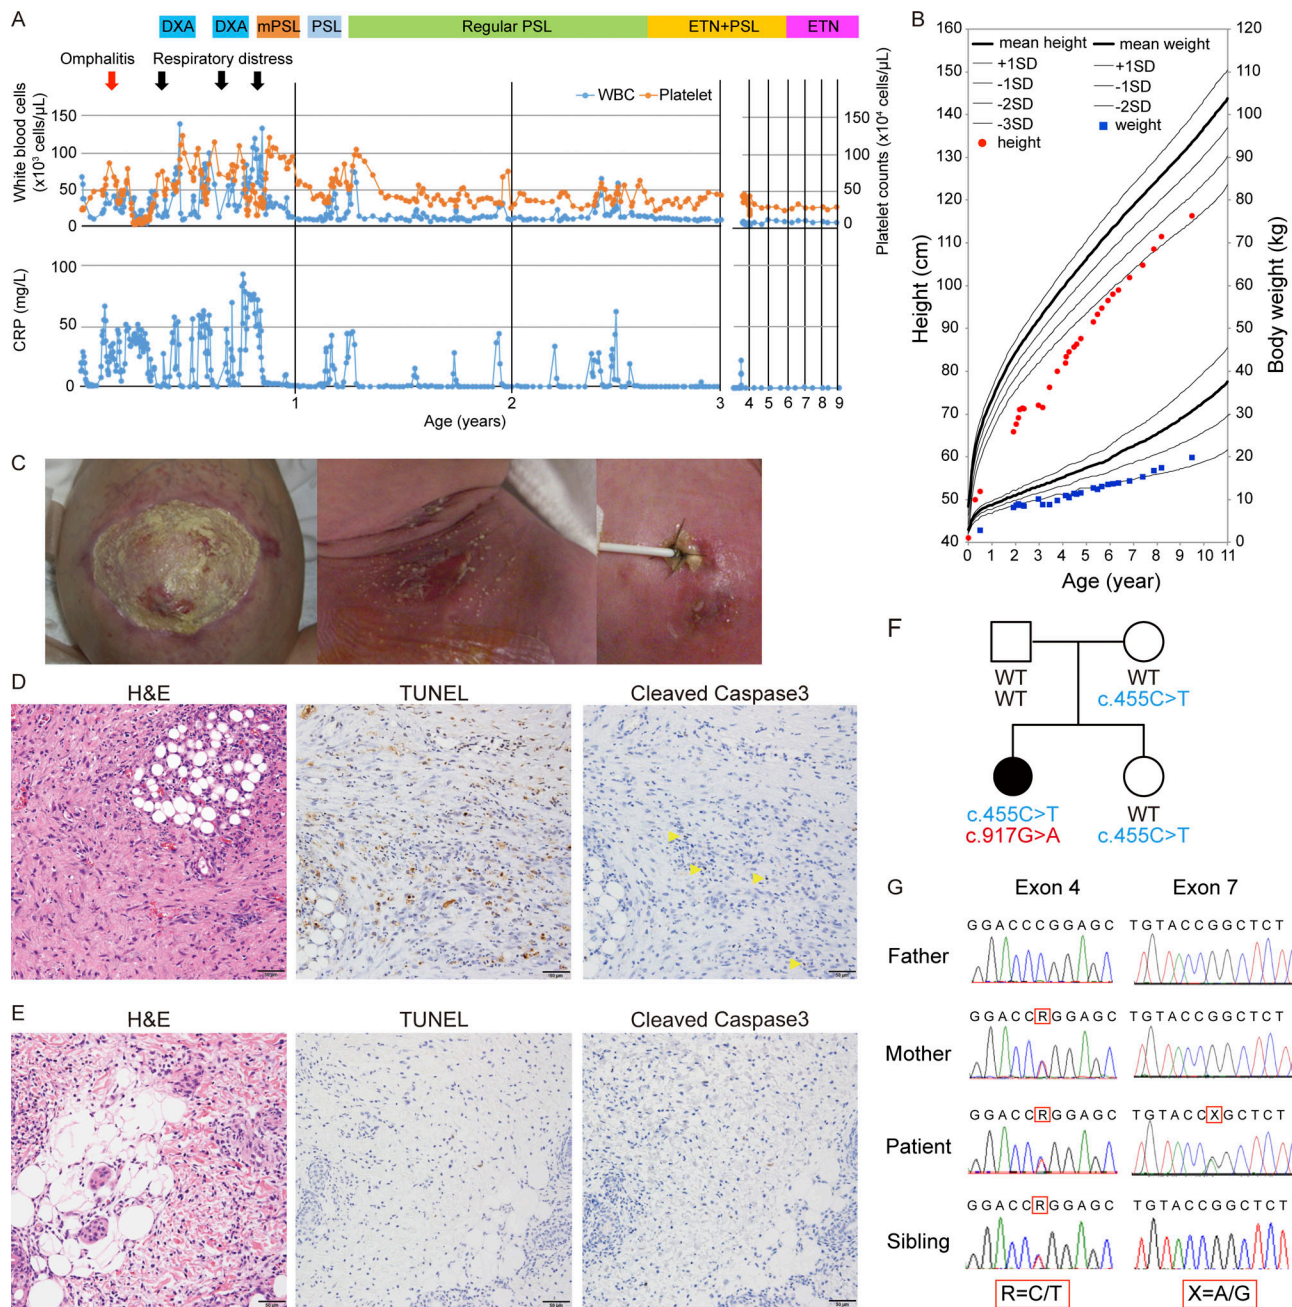 A
DXA DXA mPSL PSL Regular PSL ETN+PSL ETN
Omphalitis Respiratory distress
WBC Platelet
White blood cells
(x10³ cells/µL)
150
100
50
0
150
100
50
0
Platelet counts (x10⁴ cells/µL)
CRP (mg/L)
100
50
0
1 2 3 4 5 6 7 8 9
Age (years)
B
160
150
140
130
120
110
100
90
80
70
60
50
40
Height (cm)
mean height mean weight
+1SD +1SD
-1SD -1SD
-2SD -2SD
-3SD weight
height
120
110
100
90
80
70
60
50
40
30
20
10
0
Body weight (kg)
0 1 2 3 4 5 6 7 8 9 10 11
Age (year)
C
D
H&E TUNEL Cleaved Caspase3
E
H&E TUNEL Cleaved Caspase3
F
WT WT
WT c.455C>T
c.455C>T WT
c.917G>A c.455C>T
G
Exon 4 Exon 7
GGACCCGGAGC TGTACCGGCTCT
Father
GGACCRGGAGC TGTACCGGCTCT
Mother
GGACCRGGAGC TGTACCXGCTCT
Patient
GGACCRGGAGC TGTACCGGCTCT
Sibling
R=C/T X=A/G